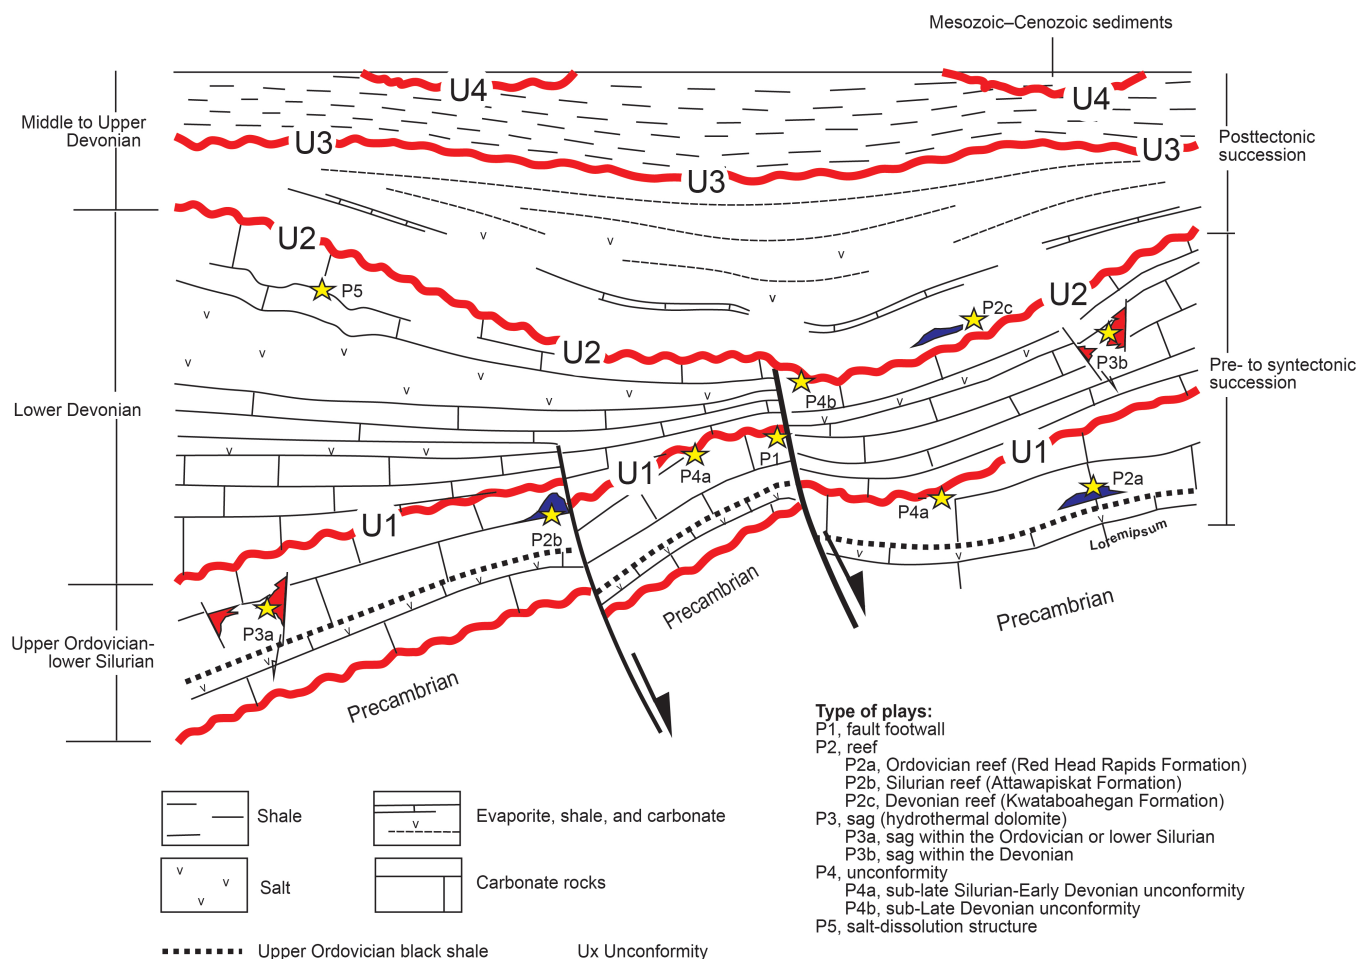 Mesozoic–Cenozoic sediments
U4
U4
Middle to Upper
Devonian
U3
U3
U3
Posttectonic
succession
U2
P5
P2c
U2
U2
P3b
Pre- to syntectonic
succession
Lower Devonian
P4b
P1
U1
P4a
U1
P2a
P4a
U1
P2b
Loremipsum
Precambrian
Precambrian
P3a
Upper Ordovician-
lower Silurian
Precambrian
Type of plays:
P1, fault footwall
P2, reef
P2a, Ordovician reef (Red Head Rapids Formation)
P2b, Silurian reef (Attawapiskat Formation)
P2c, Devonian reef (Kwataboahegan Formation)
P3, sag (hydrothermal dolomite)
P3a, sag within the Ordovician or lower Silurian
P3b, sag within the Devonian
P4, unconformity
P4a, sub-late Silurian-Early Devonian unconformity
P4b, sub-Late Devonian unconformity
P5, salt-dissolution structure
Shale
Evaporite, shale, and carbonate
Salt
Carbonate rocks
Upper Ordovician black shale
Ux Unconformity